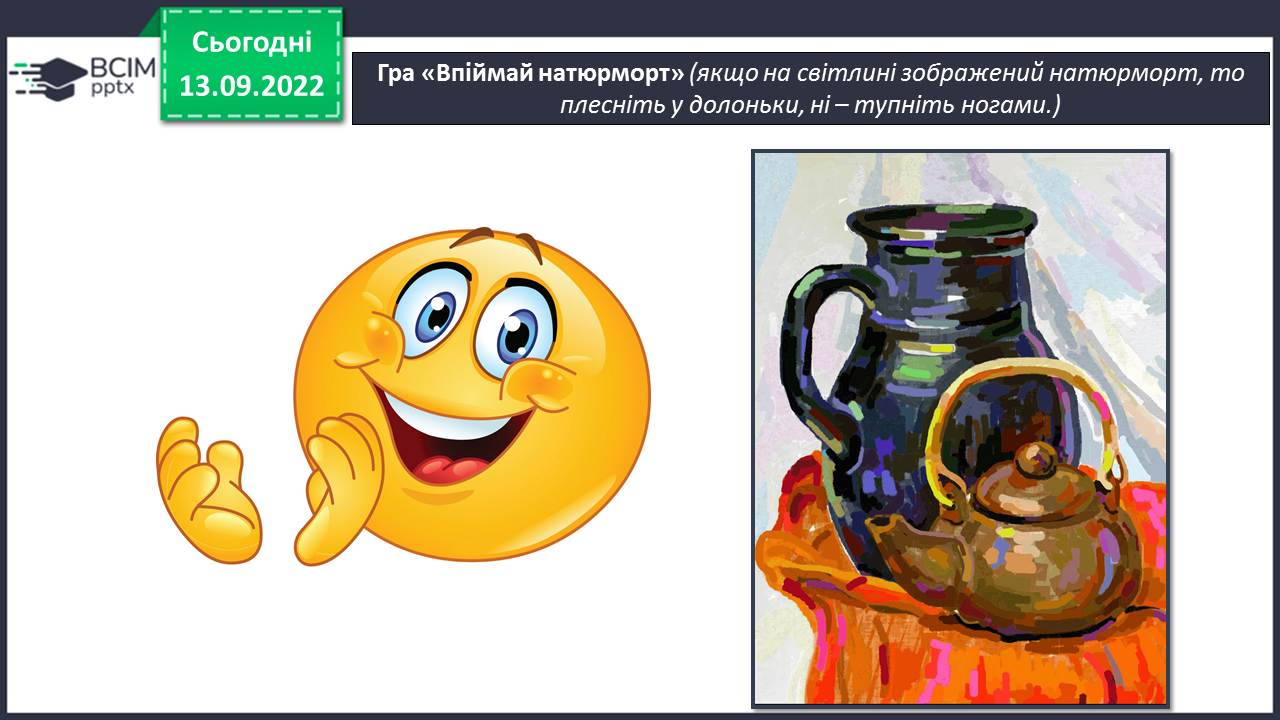 Сьогодні
13.09.2022
ВСІМ
pptx
Гра «Впіймай натюрморт» (якщо на світлині зображений натюрморт, то
плесніть у долоньки, ні – тупніть ногами.)